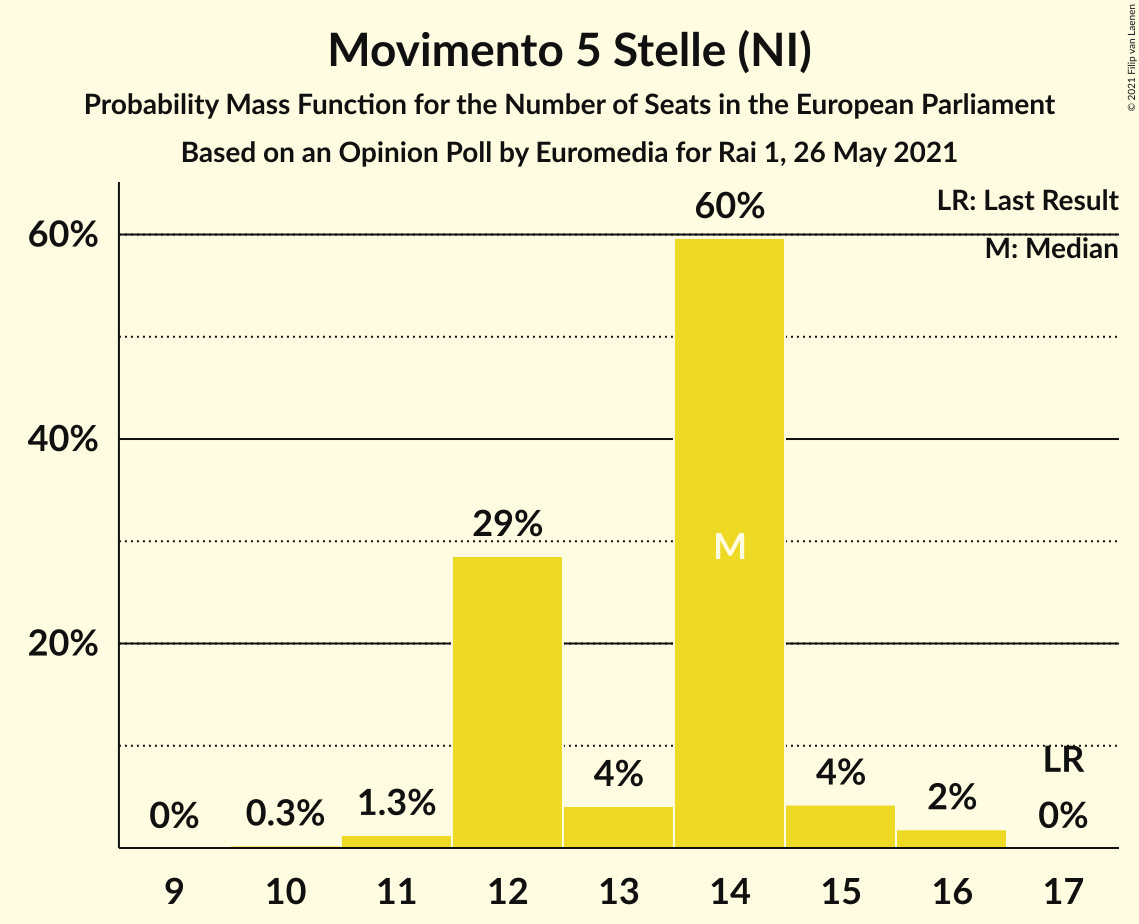 Movimento 5 Stelle (NI)
Probability Mass Function for the Number of Seats in the European Parliament
Based on an Opinion Poll by Euromedia for Rai 1, 26 May 2021
© 2021 Filip van Laenen
LR: Last Result
M: Median
60%
40%
20%
0%
0.3%
1.3%
29%
4%
60%
M
4%
2%
LR
0%
9
10
11
12
13
14
15
16
17